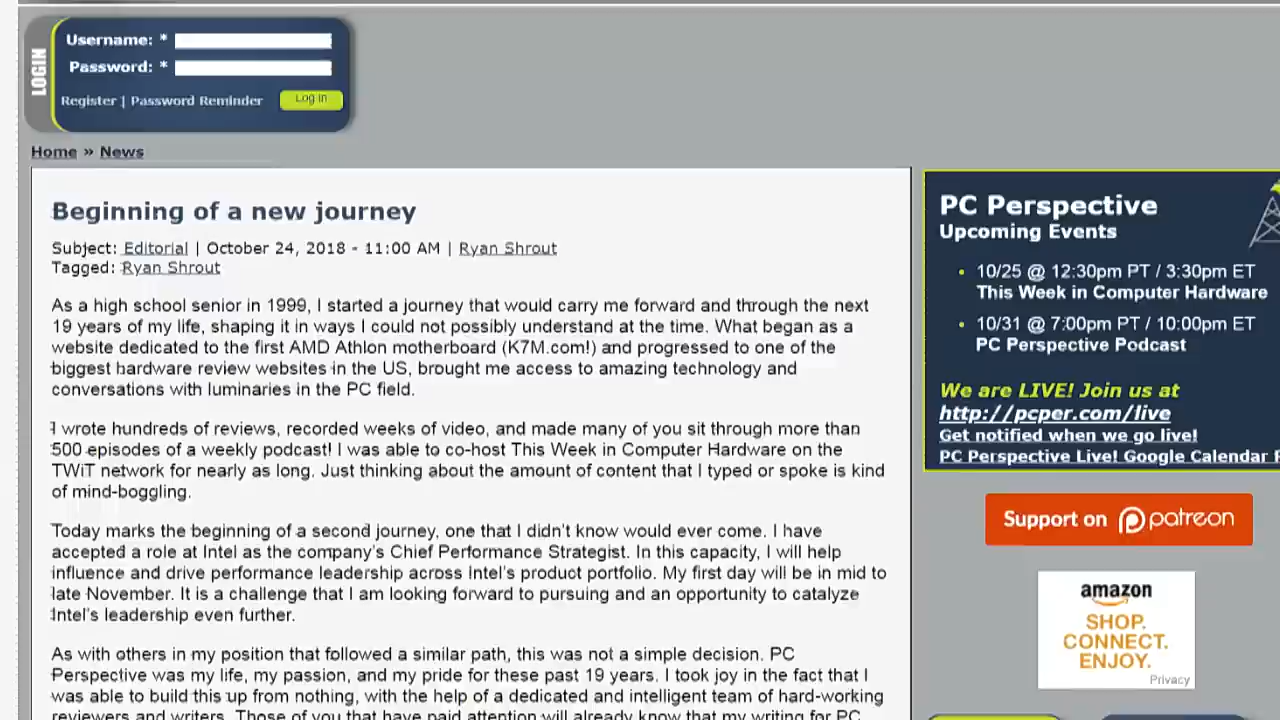 LOGIN
Username: *
Password: *
Register | Password Reminder
Log in
Home » News
Beginning of a new journey
Subject: Editorial | October 24, 2018 - 11:00 AM | Ryan Shrout
Tagged: Ryan Shrout
As a high school senior in 1999, I started a journey that would carry me forward and through the next
19 years of my life, shaping it in ways I could not possibly understand at the time. What began as a
website dedicated to the first AMD Athlon motherboard (K7M.com!) and progressed to one of the
biggest hardware review websites in the US, brought me access to amazing technology and
conversations with luminaries in the PC field.
I wrote hundreds of reviews, recorded weeks of video, and made many of you sit through more than
500 episodes of a weekly podcast! I was able to co-host This Week in Computer Hardware on the
TWiT network for nearly as long. Just thinking about the amount of content that I typed or spoke is kind
of mind-boggling.
Today marks the beginning of a second journey, one that I didn't know would ever come. I have
accepted a role at Intel as the company's Chief Performance Strategist. In this capacity, I will help
influence and drive performance leadership across Intel's product portfolio. My first day will be in mid to
late November. It is a challenge that I am looking forward to pursuing and an opportunity to catalyze
Intel's leadership even further.
As with others in my position that followed a similar path, this was not a simple decision. PC
Perspective was my life, my passion, and my pride for these past 19 years. I took joy in the fact that I
was able to build this up from nothing, with the help of a dedicated and intelligent team of hard-working
reviewers and writers. Those of you that have paid attention will already know that my writing for PC
PC Perspective
Upcoming Events
• 10/25 @ 12:30pm PT / 3:30pm ET
This Week in Computer Hardware
• 10/31 @ 7:00pm PT / 10:00pm ET
PC Perspective Podcast
We are LIVE! Join us at
http://pcper.com/live
Get notified when we go live!
PC Perspective Live! Google Calendar F
Support on patreon
amazon
SHOP.
CONNECT.
ENJOY.
Privacy